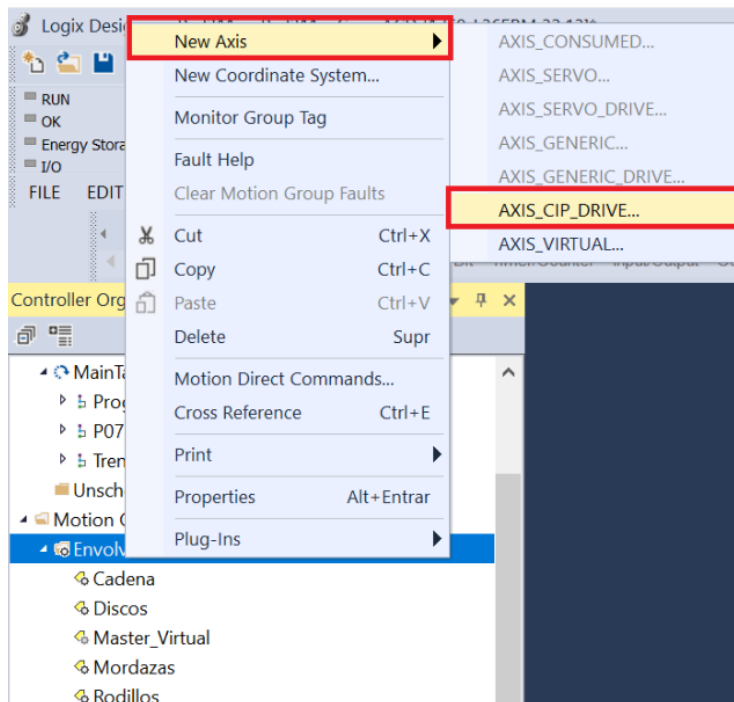 Logix Desi
New Axis
AXIS_CONSUMED...
New Coordinate System...
AXIS_SERVO...
RUN
Monitor Group Tag
AXIS_SERVO_DRIVE...
OK
Energy Stora
Fault Help
AXIS_GENERIC...
I/O
AXIS_GENERIC_DRIVE...
FILE EDIT
Clear Motion Group Faults
AXIS_CIP_DRIVE...
Cut Ctrl+X
AXIS_VIRTUAL...
Copy Ctrl+C
Controller Org
Paste Ctrl+V
Delete Supr
MainTa
Motion Direct Commands...
Prog
Cross Reference Ctrl+E
P07
Print
Tren
Unsch
Properties Alt+Entrar
Motion G
Plug-Ins
Envolv
Cadena
Discos
Master_Virtual
Mordazas
Rodillos